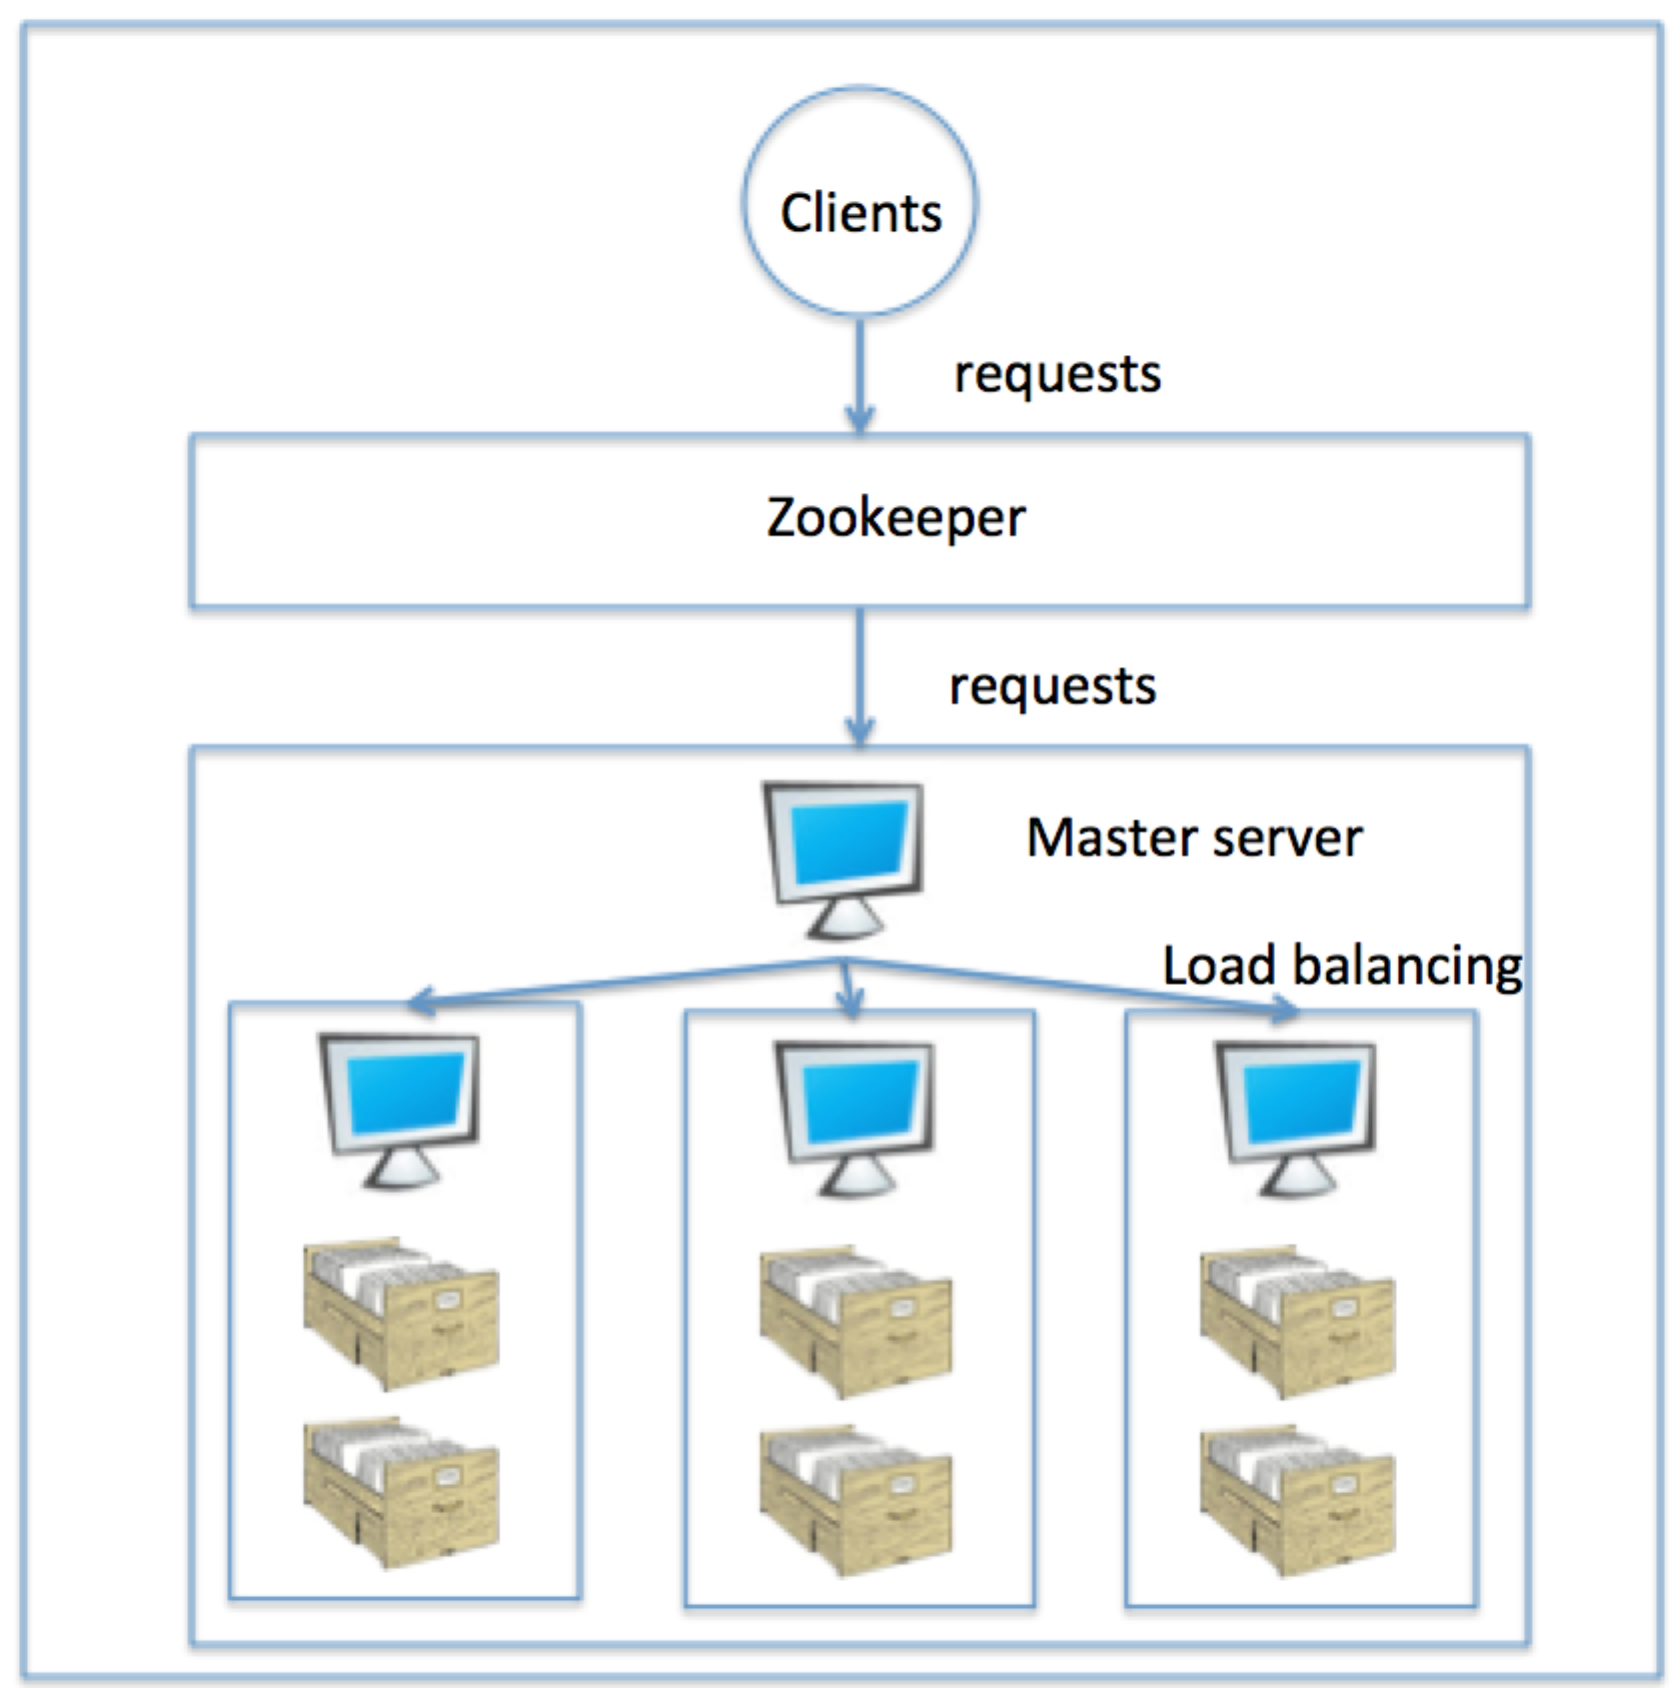 Clients
requests
Zookeeper
requests
Master server
Load balancing